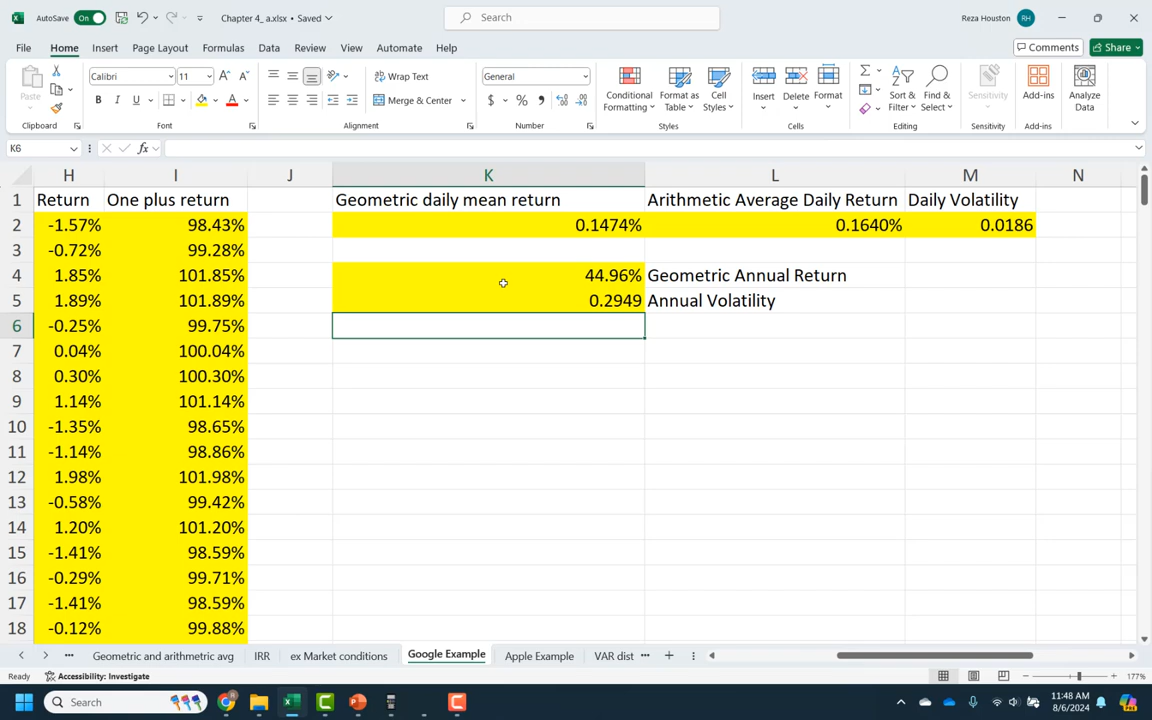 AutoSave On Chapter 4_ a.xlsx • Saved Search Reza Houston RH
File Home Insert Page Layout Formulas Data Review View Automate Help Comments Share
Paste Calibri 11 A A Wrap Text General Conditional Formatting Format as Table Cell Styles Insert Delete Format Sort & Filter Find & Select Add-ins Sensitivity Analyze Data
B I U A Merge & Center $ % 9
Clipboard Font Alignment Number Styles Cells Editing Add-ins Sensitivity
K6 fx
H I J K L M N
1 Return One plus return Geometric daily mean return Arithmetic Average Daily Return Daily Volatility
2 -1.57% 98.43% 0.1474% 0.1640% 0.0186
3 -0.72% 99.28%
4 1.85% 101.85% 44.96% Geometric Annual Return
5 1.89% 101.89% 0.2949 Annual Volatility
6 -0.25% 99.75%
7 0.04% 100.04%
8 0.30% 100.30%
9 1.14% 101.14%
10 -1.35% 98.65%
11 -1.14% 98.86%
12 1.98% 101.98%
13 -0.58% 99.42%
14 1.20% 101.20%
15 -1.41% 98.59%
16 -0.29% 99.71%
17 -1.41% 98.59%
18 -0.12% 99.88%
... Geometric and arithmetic avg IRR ex Market conditions Google Example Apple Example VAR dist ...
Ready Accessibility: Investigate 177%
Search 11:48 AM
8/6/2024